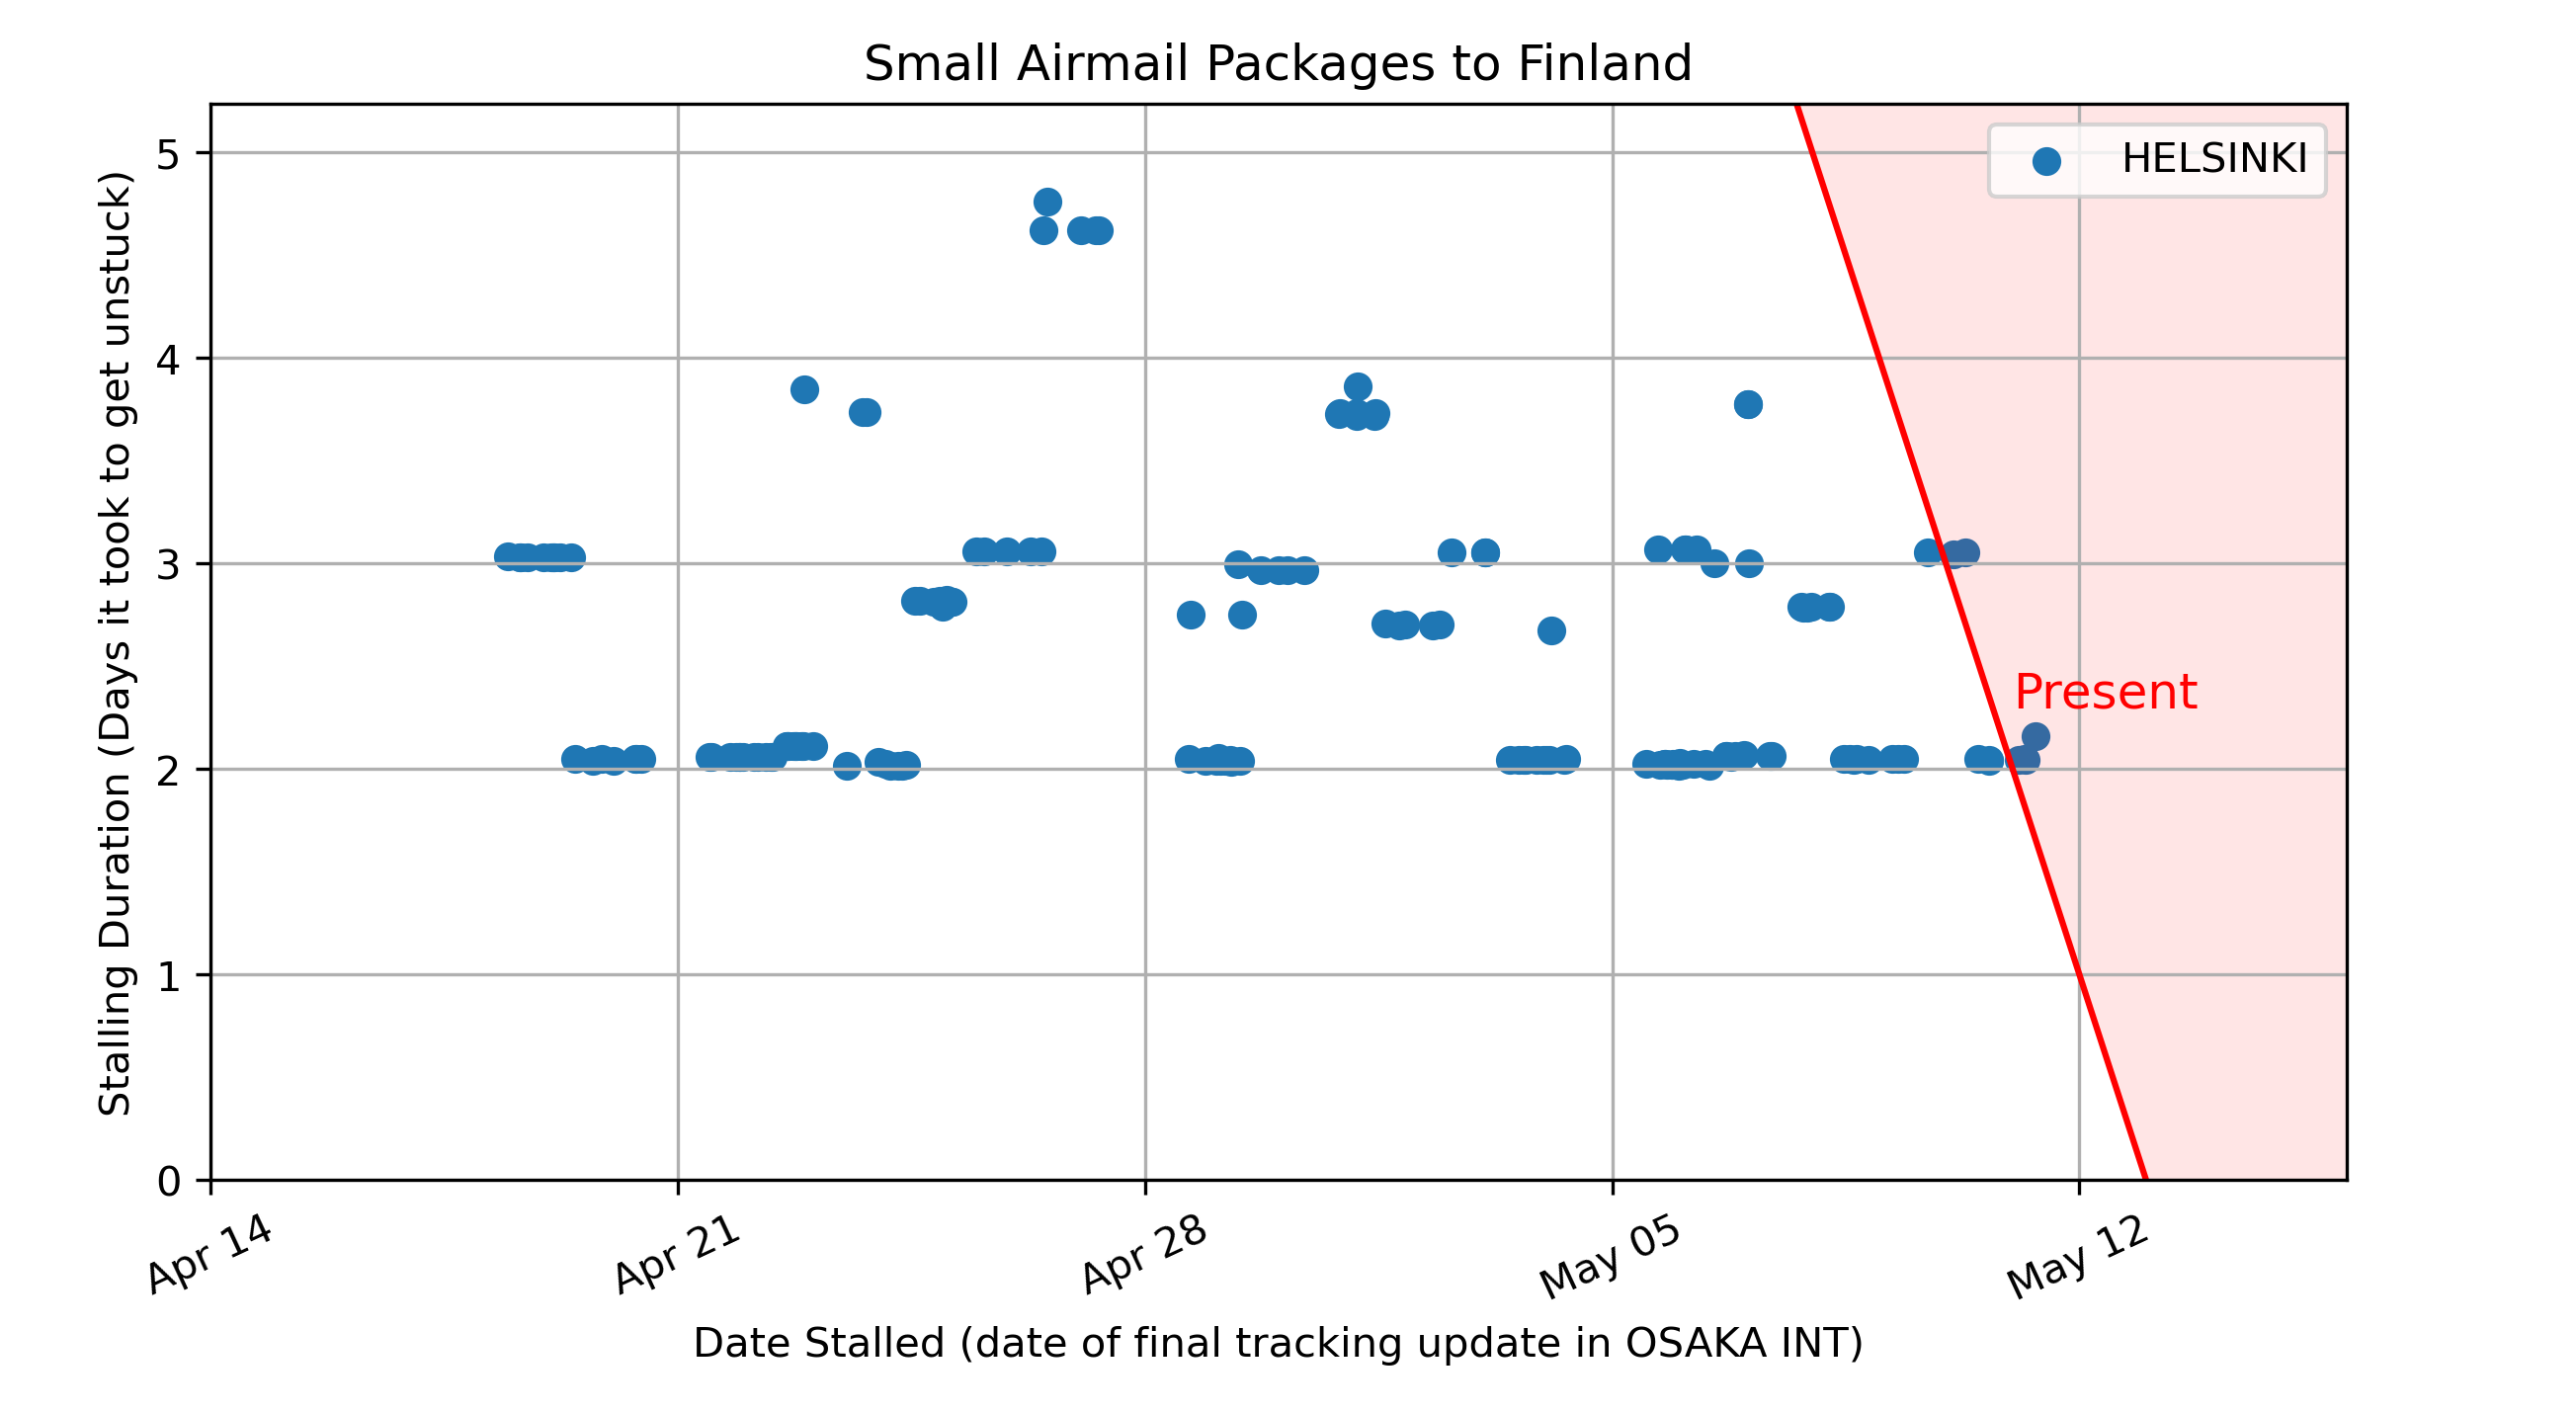 Small Airmail Packages to Finland
HELSINKI
Present
Stalling Duration (Days it took to get unstuck)
5
4
3
2
1
0
Apr 14
Apr 21
Apr 28
May 05
May 12
Date Stalled (date of final tracking update in OSAKA INT)